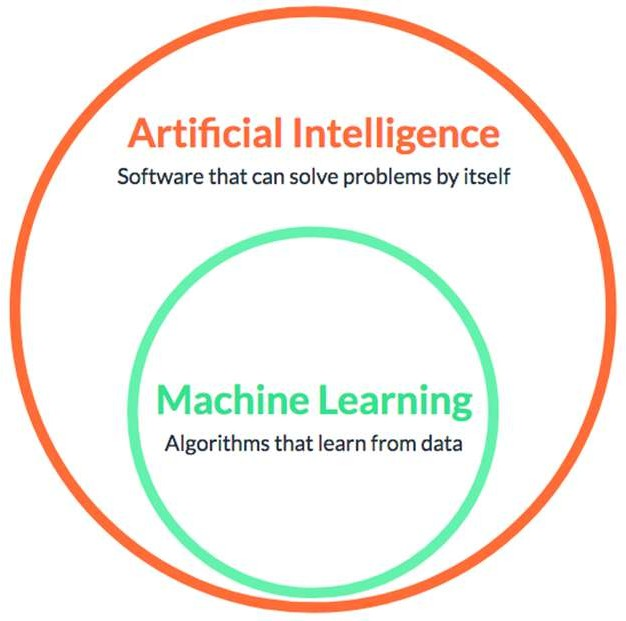 Artificial Intelligence
Software that can solve problems by itself
Machine Learning
Algorithms that learn from data